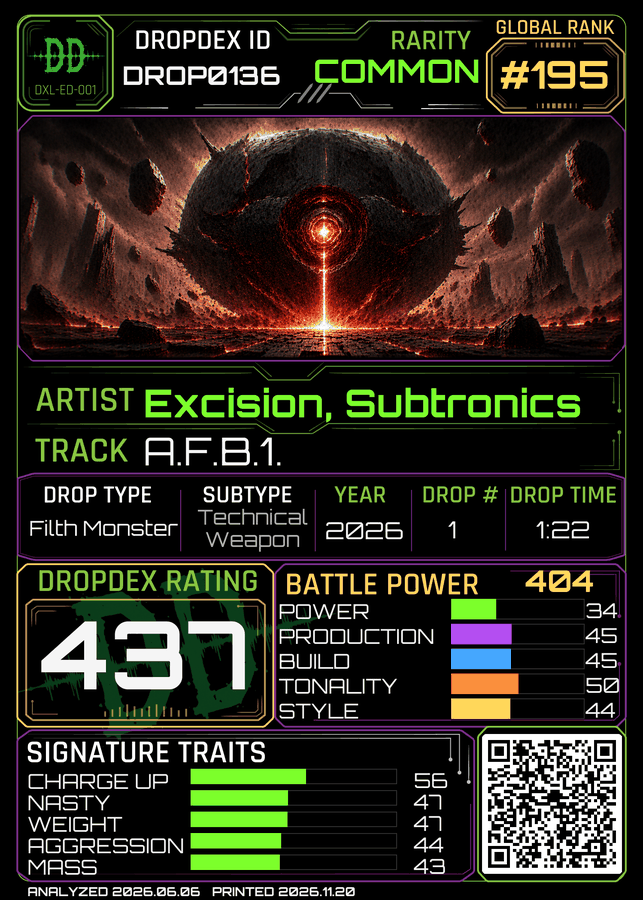 DD
DXL-ED-001
DROPDEX ID
DROP0136
RARITY
COMMON
GLOBAL RANK
#195
ARTIST Excision, Subtronics
TRACK A.F.B.1.
DROP TYPE SUBTYPE YEAR DROP # DROP TIME
Filth Monster Technical Weapon 2026 1 1:22
DROPDEX RATING
437
BATTLE POWER 404
POWER 34
PRODUCTION 45
BUILD 45
TONALITY 50
STYLE 44
SIGNATURE TRAITS
CHARGE UP 56
NASTY 47
WEIGHT 47
AGGRESSION 44
MASS 43
ANALYZED 2026.06.06 PRINTED 2026.11.20